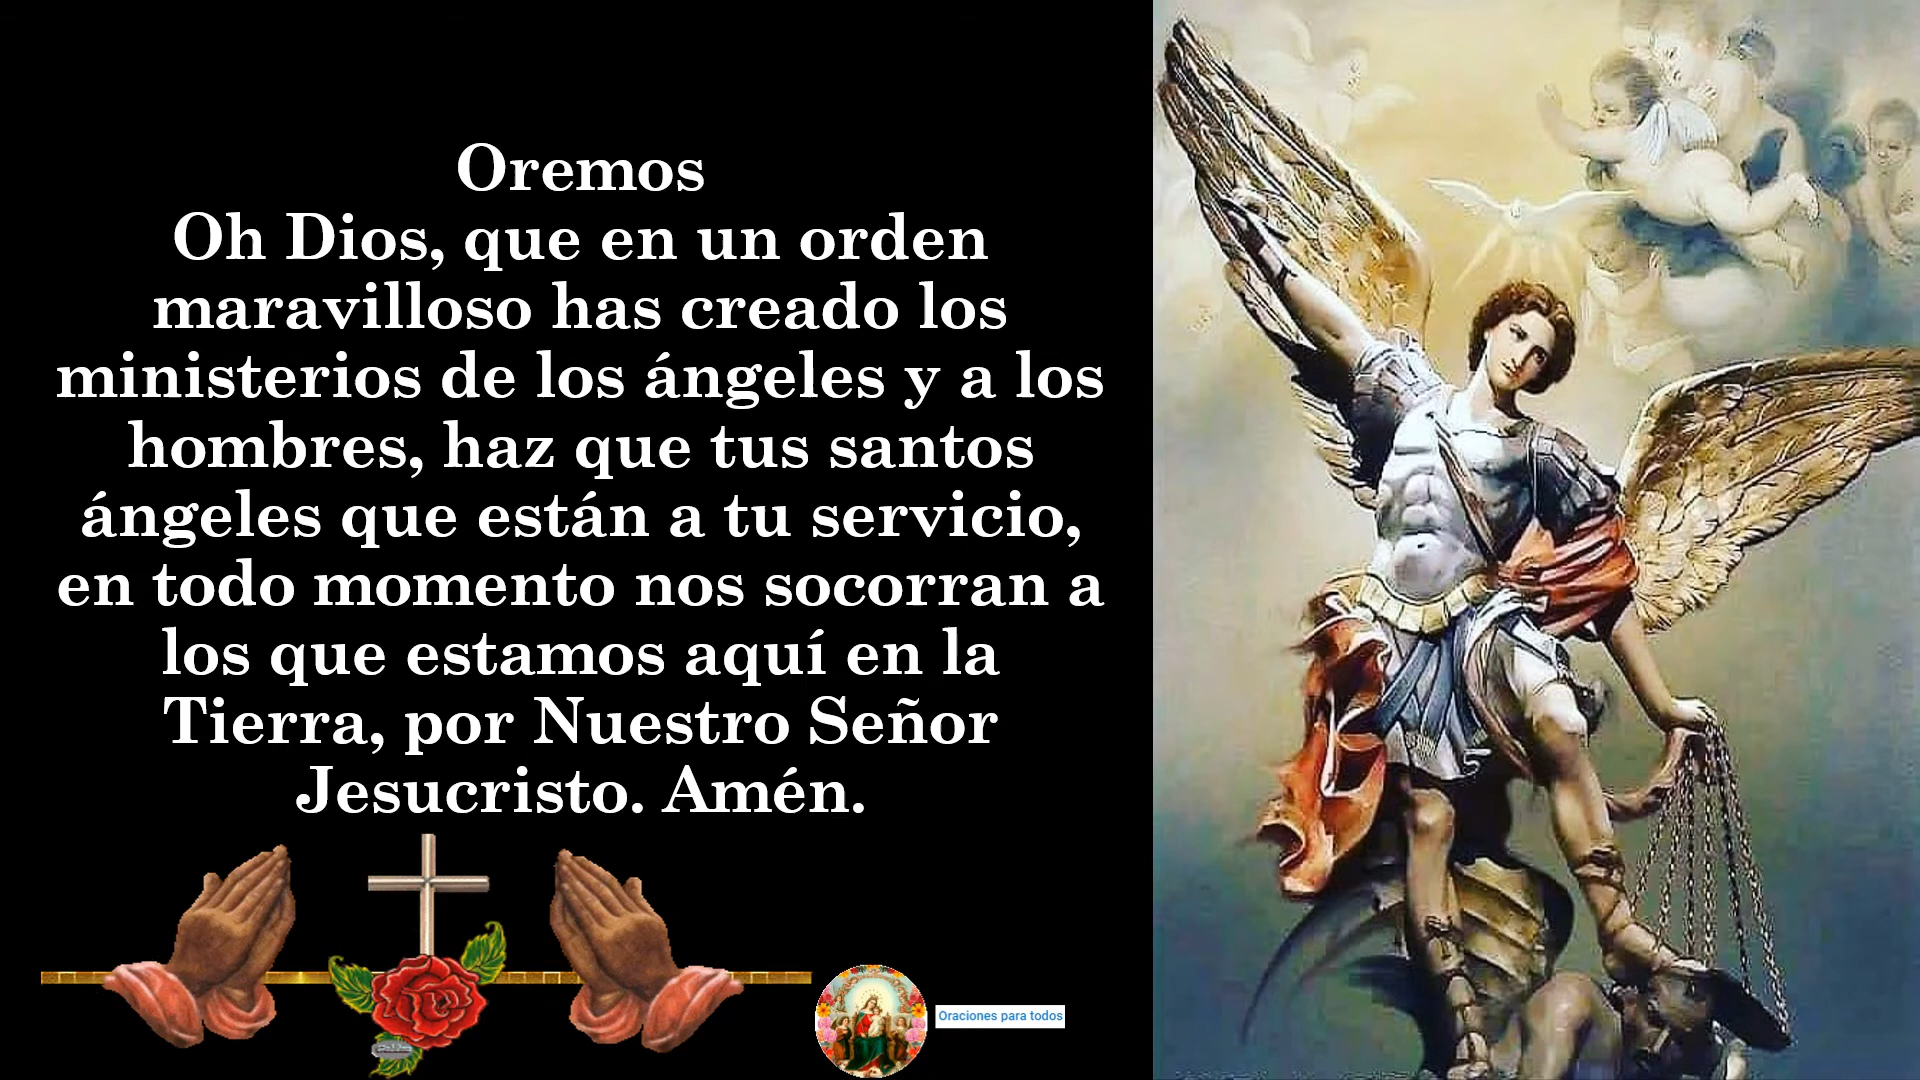 Oremos
Oh Dios, que en un orden
maravilloso has creado los
ministerios de los ángeles y a los
hombres, haz que tus santos
ángeles que están a tu servicio,
en todo momento nos socorran a
los que estamos aquí en la
Tierra, por Nuestro Señor
Jesucristo. Amén.
Oraciones para todos